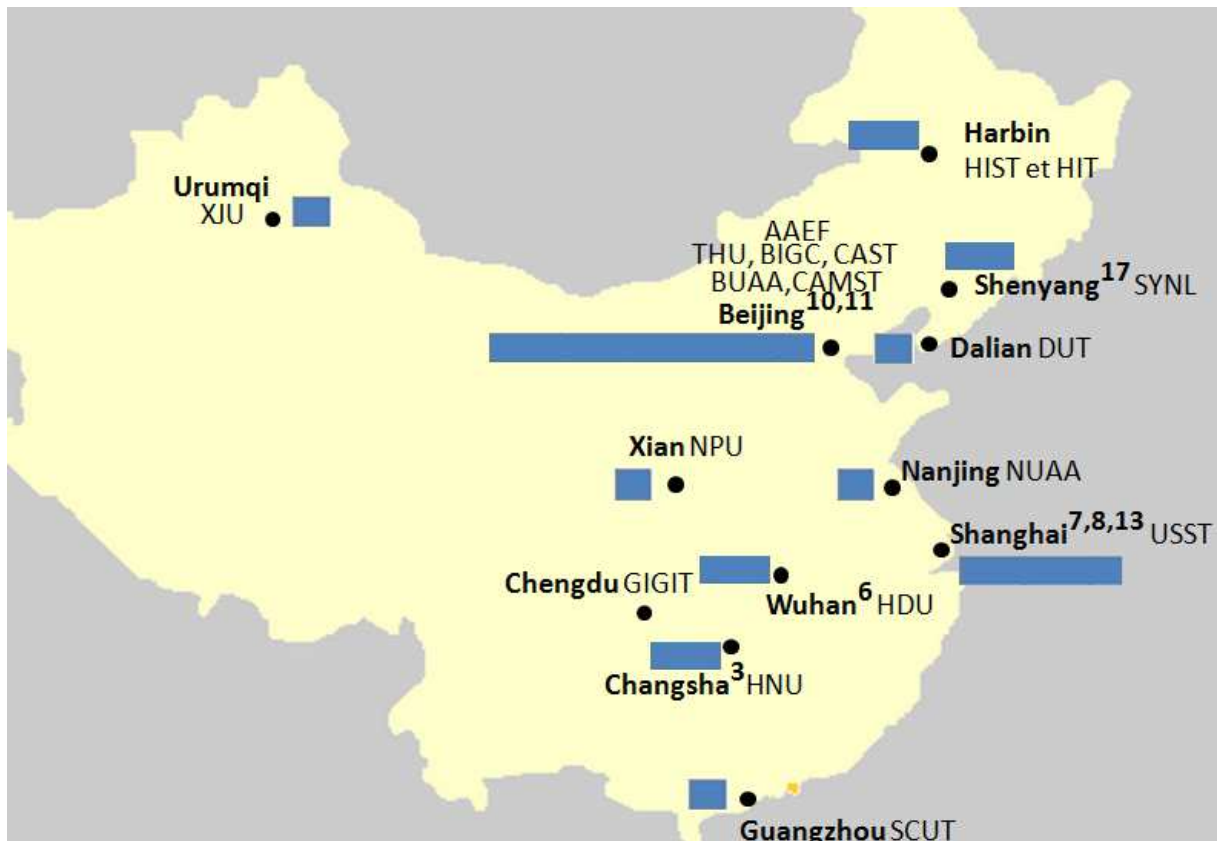 Harbin
HIST et HIT
Urumqi
XJU
AAEF
THU, BIGC, CAST
BUAA,CAMST
Beijing10,11
Shenyang17 SYNL
Dalian DUT
Xian NPU
Nanjing NUAA
Shanghai7,8,13 USST
Chengdu GIGIT
Wuhan6 HDU
Changsha3 HNU
Guangzhou SCUT